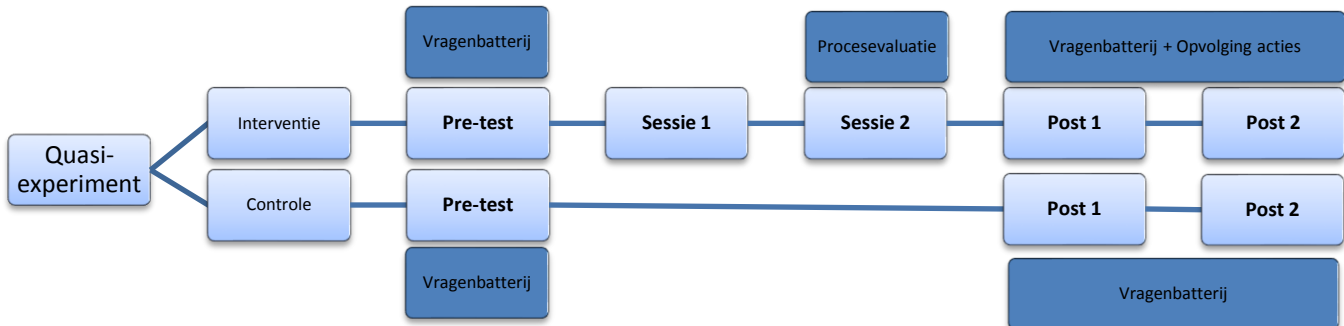 Vragenbatterij
Procesevaluatie
Vragenbatterij + Opvolging acties
Interventie
Pre-test
Sessie 1
Sessie 2
Post 1
Post 2
Quasi-
experiment
Controle
Pre-test
Post 1
Post 2
Vragenbatterij
Vragenbatterij